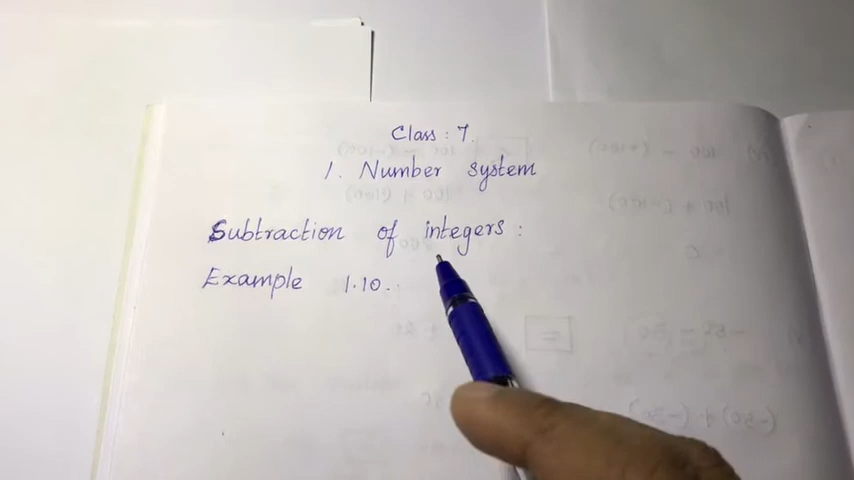 Class : 7.
1. Number system
Subtraction of integers :
Example 1.10.